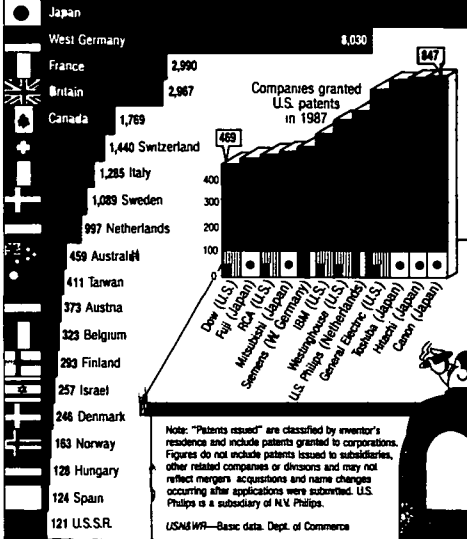 Japan
West Germany
8,030
France
2,990
Britain
2,967
Canada
1,769
1,440 Switzerland
1,285 Italy
1,089 Sweden
997 Netherlands
459 Australia
411 Taiwan
373 Austria
323 Belgium
293 Finland
257 Israel
246 Denmark
163 Norway
128 Hungary
124 Spain
121 U.S.S.R.
Companies granted
U.S. patents
in 1987
847
469
400
300
200
100
0
Dow (U.S.)
Fuji (Japan)
RCA (U.S.)
Mitsubishi (Japan)
Siemens (W. Germany)
IBM (U.S.)
Westinghouse (U.S.)
U.S. Philips (Netherlands)
General Electric (U.S.)
Toshiba (Japan)
Hitachi (Japan)
Canon (Japan)
Note: "Patents issued" are classified by inventor's
residence and include patents granted to corporations.
Figures do not include patents issued to subsidiaries,
other related companies or divisions and may not
reflect mergers acquisitions and name changes
occurring after applications were submitted. U.S.
Philips is a subsidiary of N.V. Philips.
USN&WR—Basic data. Dept. of Commerce